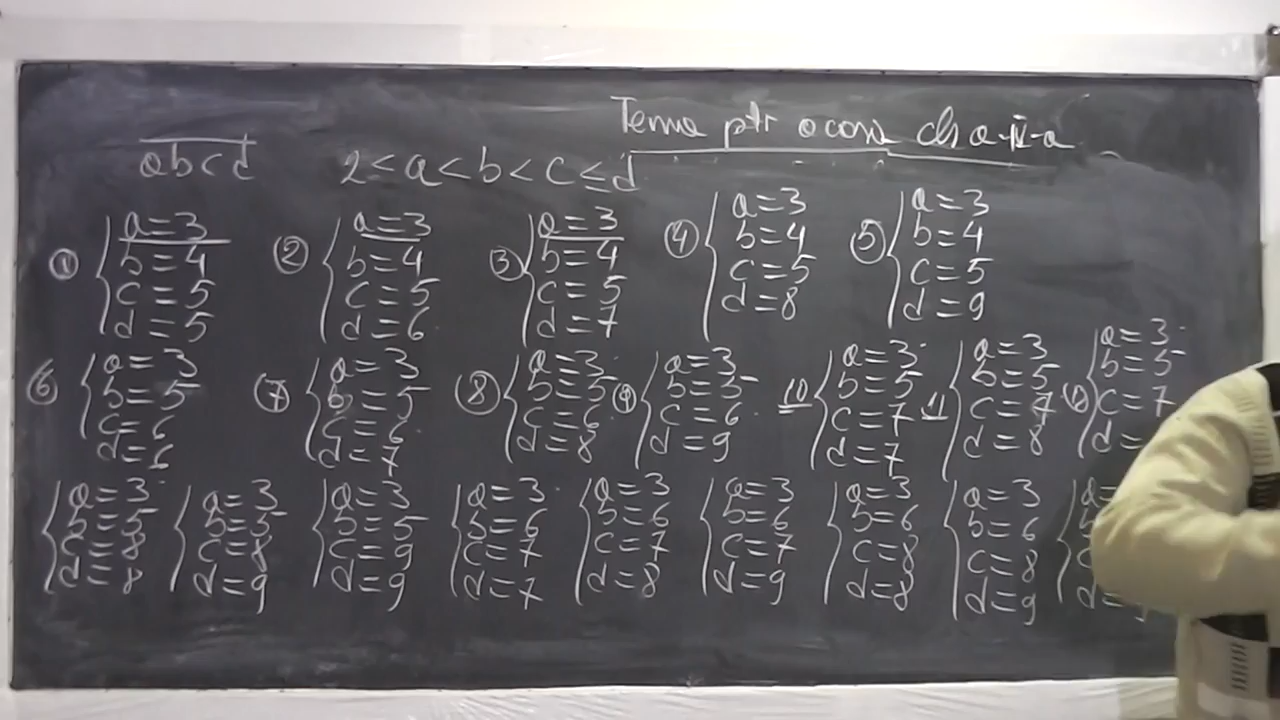 Tema ptr acasă cls a-IV-a
abcd
2<a<b<c≤d
① a=3
b=4
c=5
d=5
② a=3
b=4
c=5
d=6
③ a=3
b=4
c=5
d=7
④ a=3
b=4
c=5
d=8
⑤ a=3
b=4
c=5
d=9
⑥ a=3
b=5
c=6
d=6
⑦ a=3
b=5
c=6
d=7
⑧ a=3
b=5
c=6
d=8
⑨ a=3
b=5
c=6
d=9
10 a=3
b=5
c=7
d=7
11 a=3
b=5
c=7
d=8
⑫ a=3
b=5
c=7
d=
a=3
b=5
c=8
d=8
a=3
b=5
c=8
d=9
a=3
b=5
c=9
d=9
a=3
b=6
c=7
d=7
a=3
b=6
c=7
d=8
a=3
b=6
c=7
d=9
a=3
b=6
c=8
d=8
a=3
b=6
c=8
d=9
a=
d=